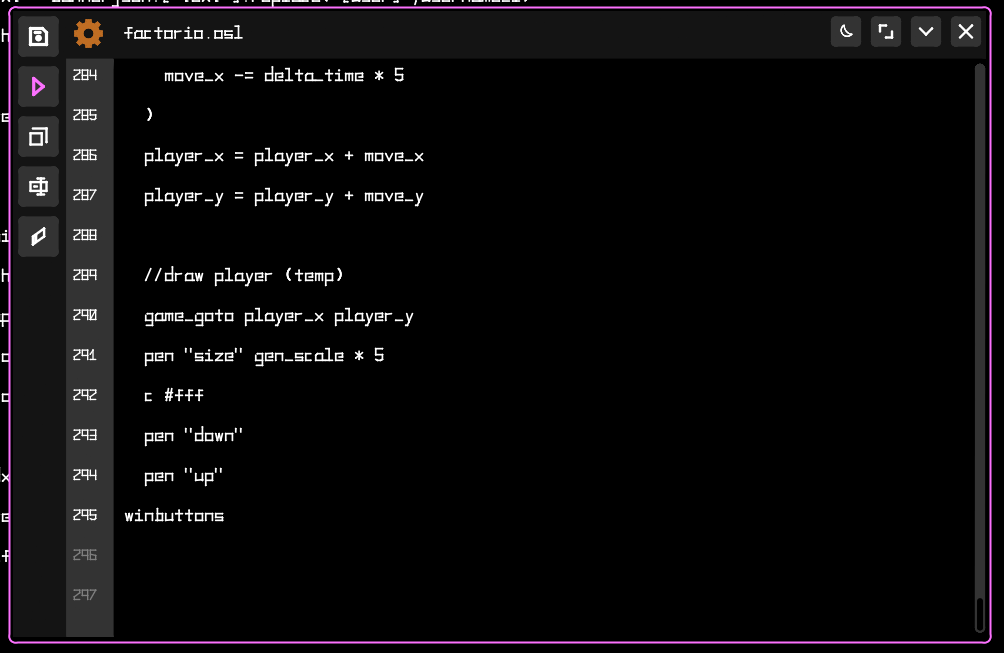 factorio.osl
284 move_x -= delta_time * 5
285 )
286 player_x = player_x + move_x
287 player_y = player_y + move_y
288
289 //draw player (temp)
290 game_goto player_x player_y
291 pen "size" gen_scale * 5
292 c #fff
293 pen "down"
294 pen "up"
295 winbuttons
296
297